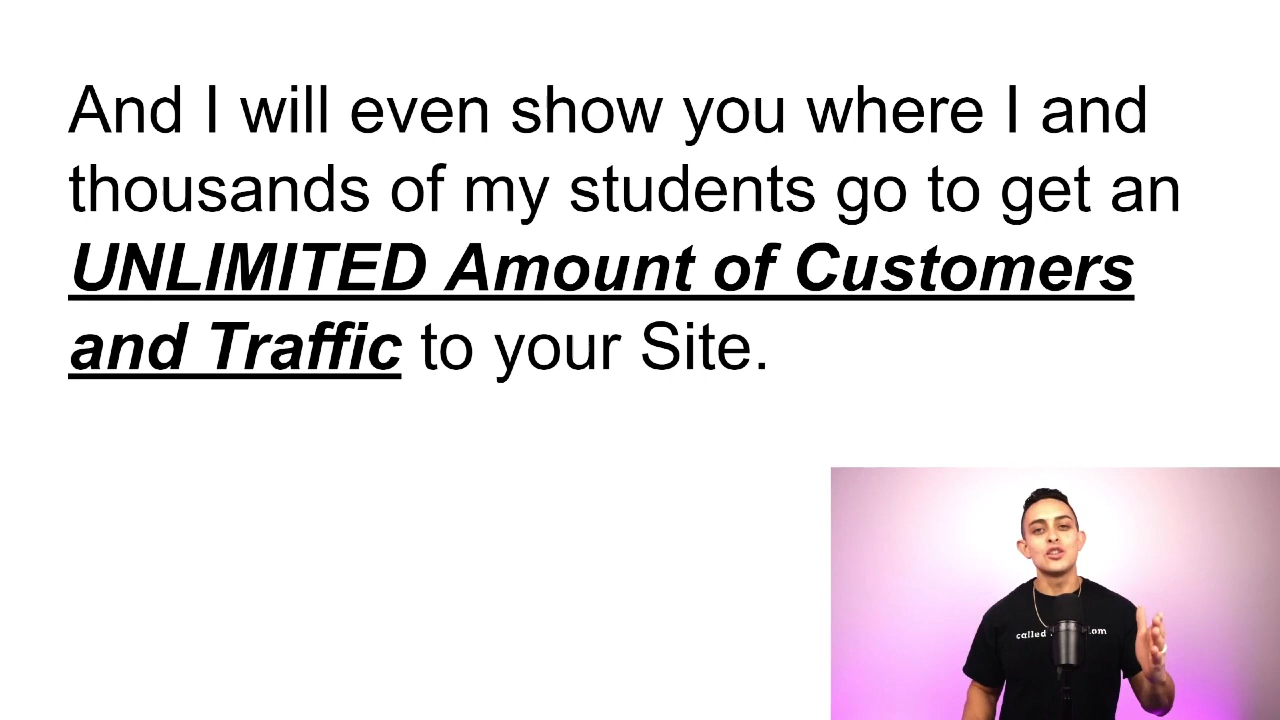 And I will even show you where I and
thousands of my students go to get an
UNLIMITED Amount of Customers
and Traffic to your Site.
called